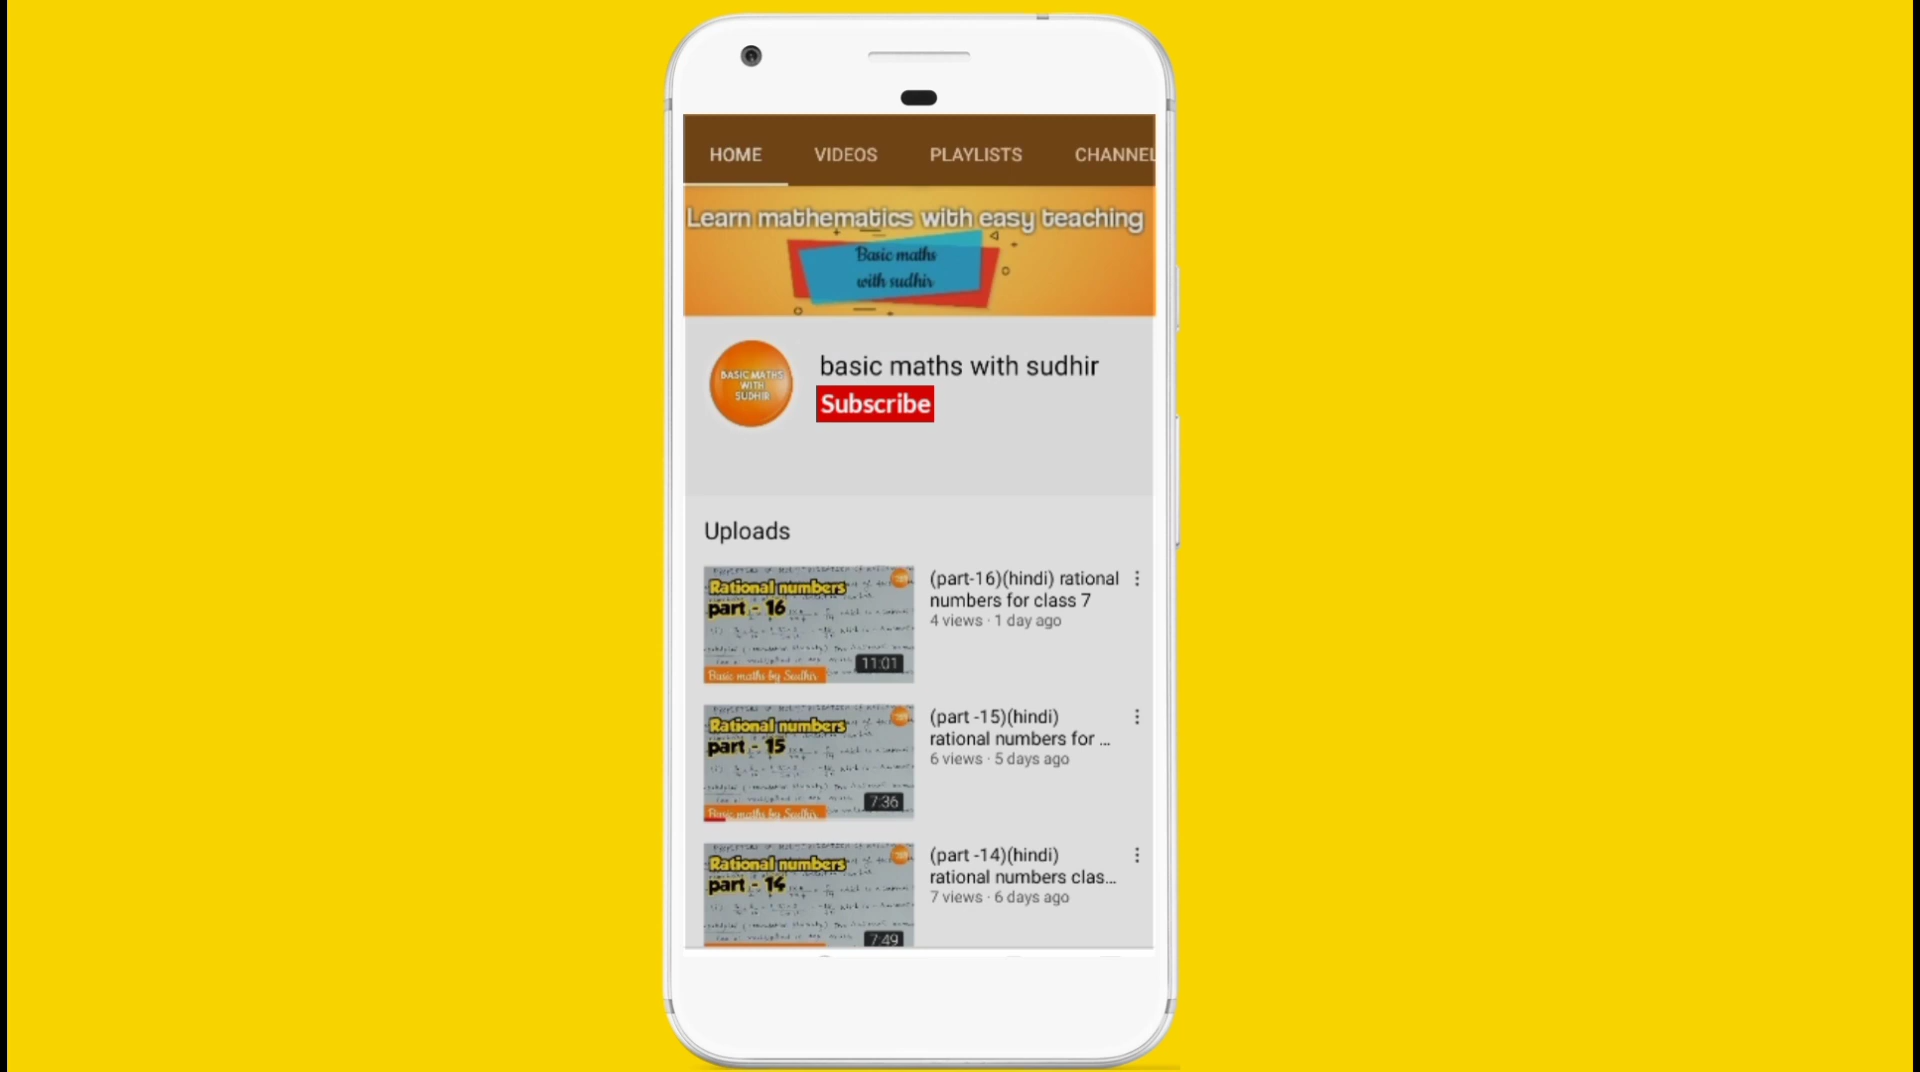 HOME VIDEOS PLAYLISTS CHANNEL
Learn mathematics with easy teaching
Basic maths
with sudhir
BASIC MATHS
WITH
SUDHIR
basic maths with sudhir
Subscribe
Uploads
Rational numbers
part - 16
11:01
Basic maths by Sudhir
(part-16)(hindi) rational
numbers for class 7
4 views · 1 day ago
Rational numbers
part - 15
7:36
Basic maths by Sudhir
(part -15)(hindi)
rational numbers for ...
6 views · 5 days ago
Rational numbers
part - 14
7:49
(part -14)(hindi)
rational numbers clas...
7 views · 6 days ago